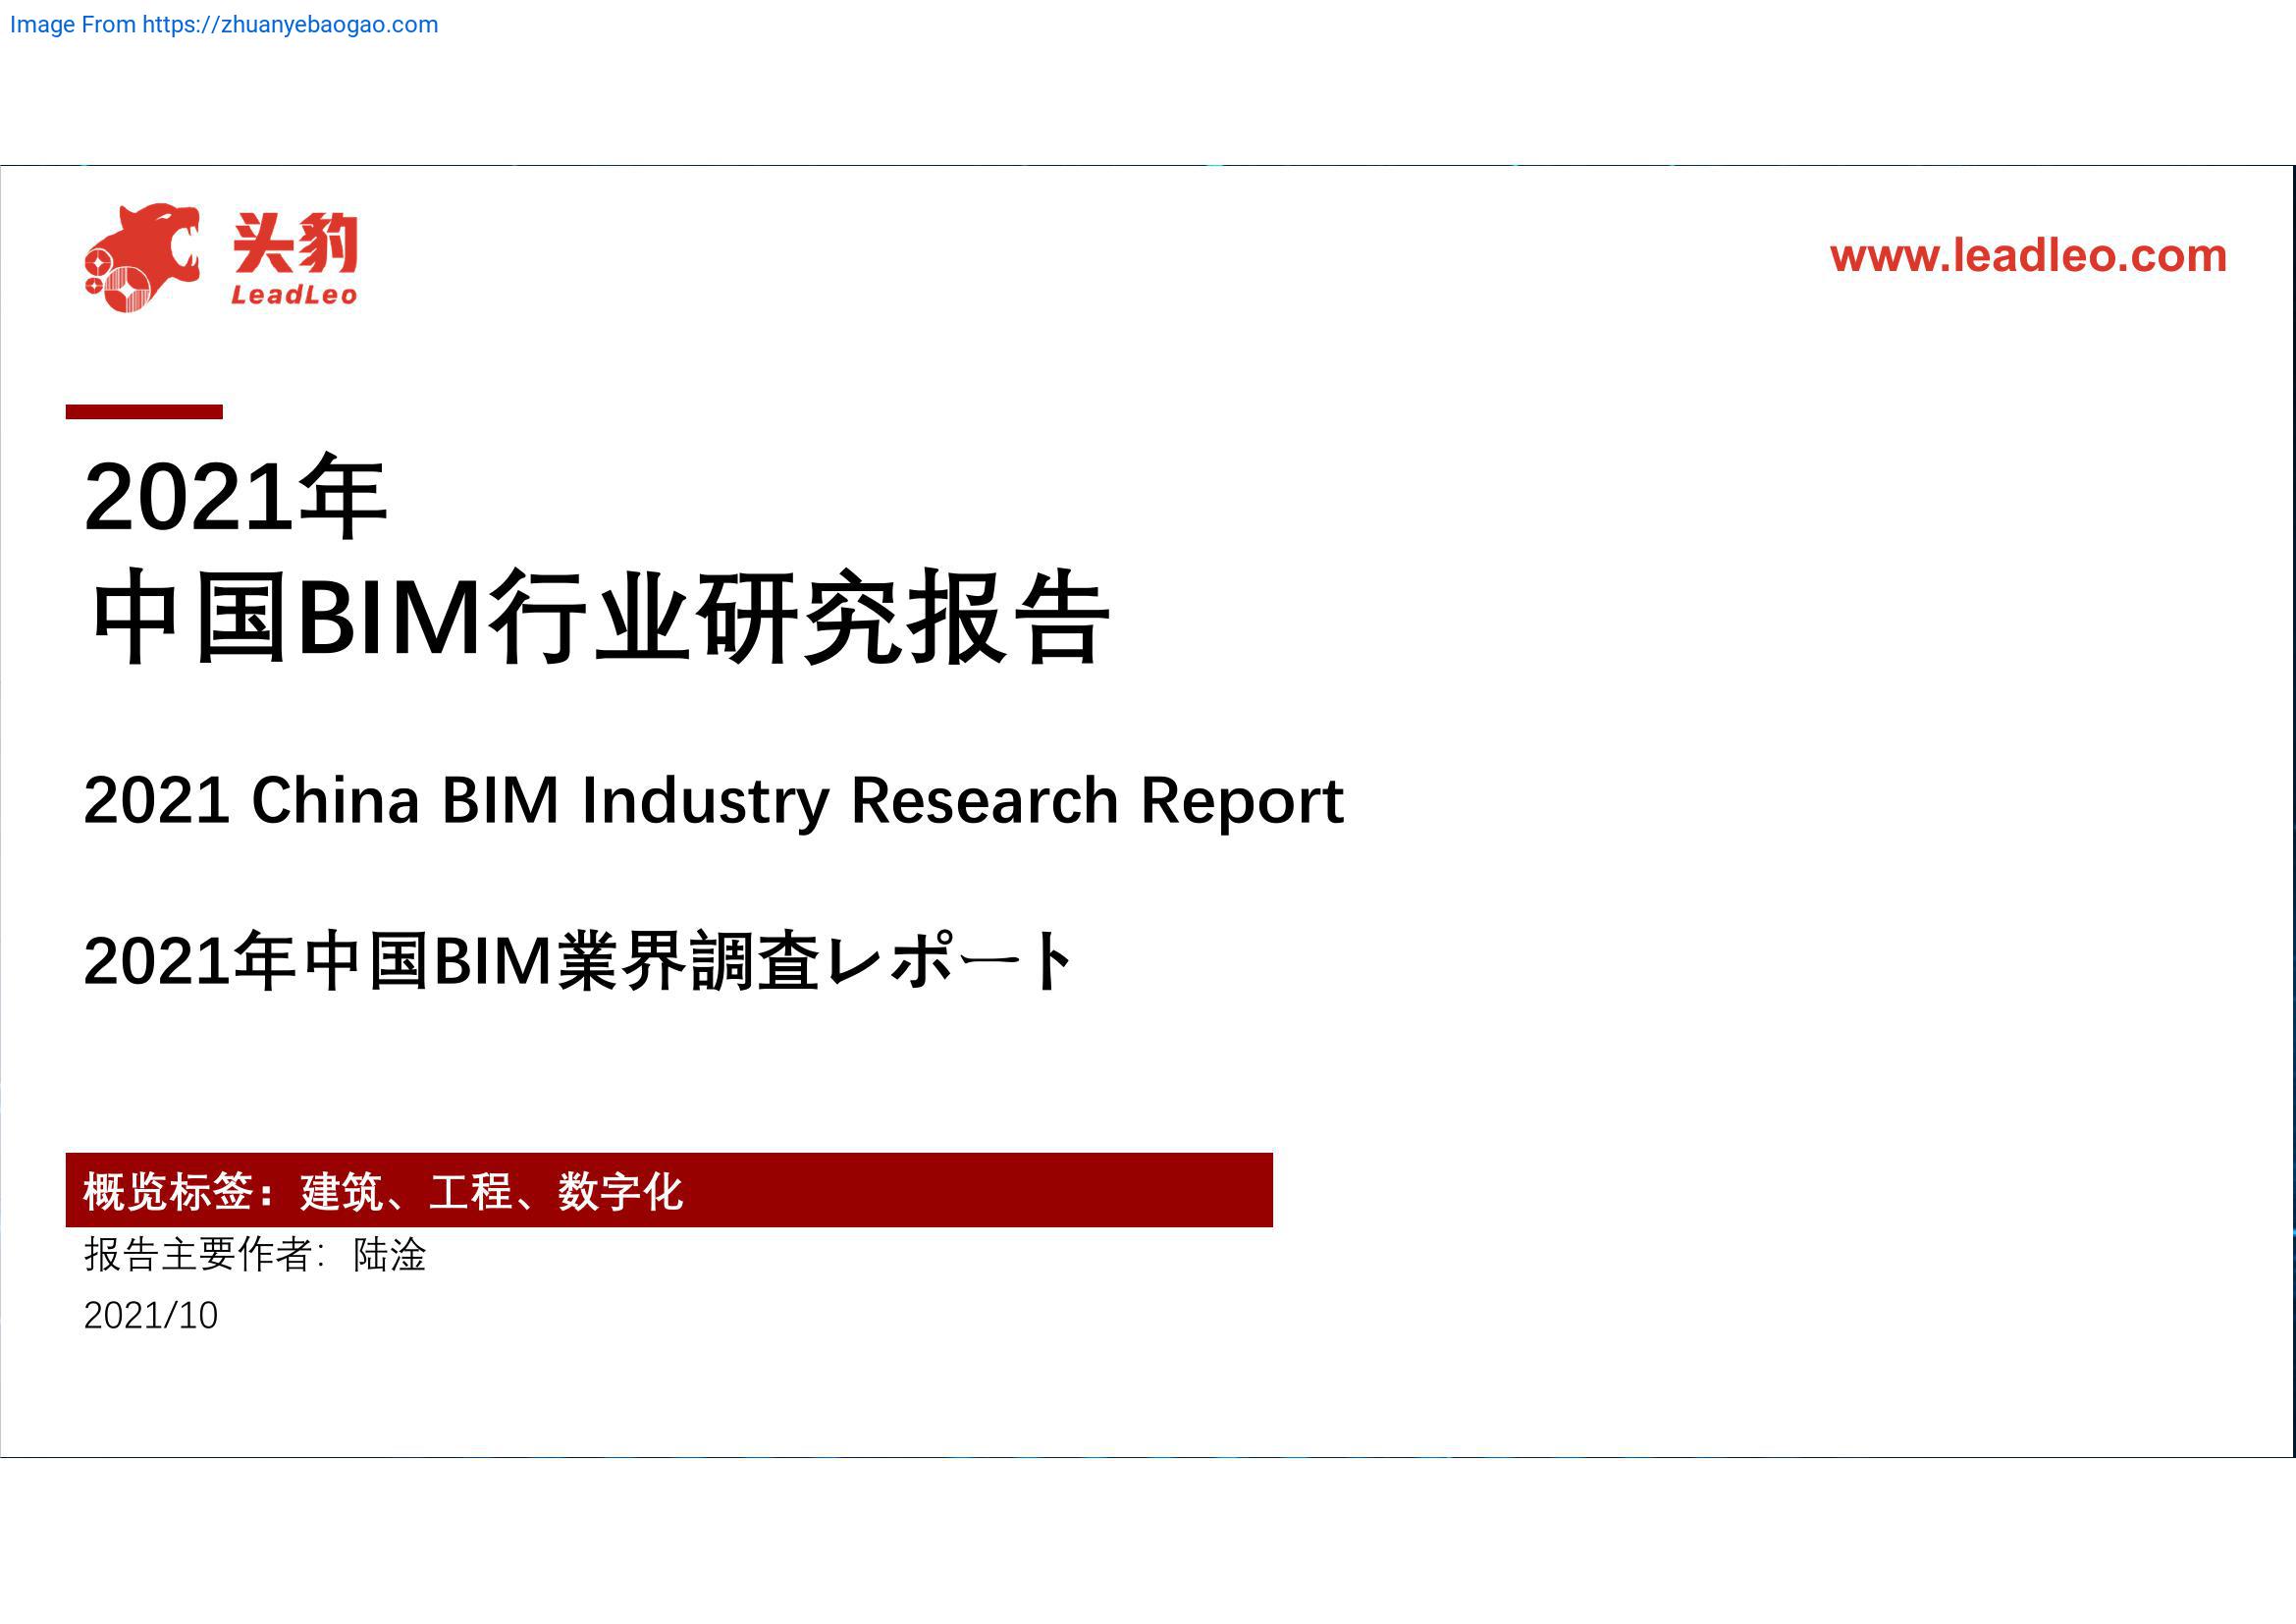 Image From https://zhuanyebaogao.com
头豹
LeadLeo
www.leadleo.com
2021年
中国BIM行业研究报告
2021 China BIM Industry Research Report
2021年中国BIM業界調査レポート
概览标签：建筑、工程、数字化
报告主要作者：陆淦
2021/10